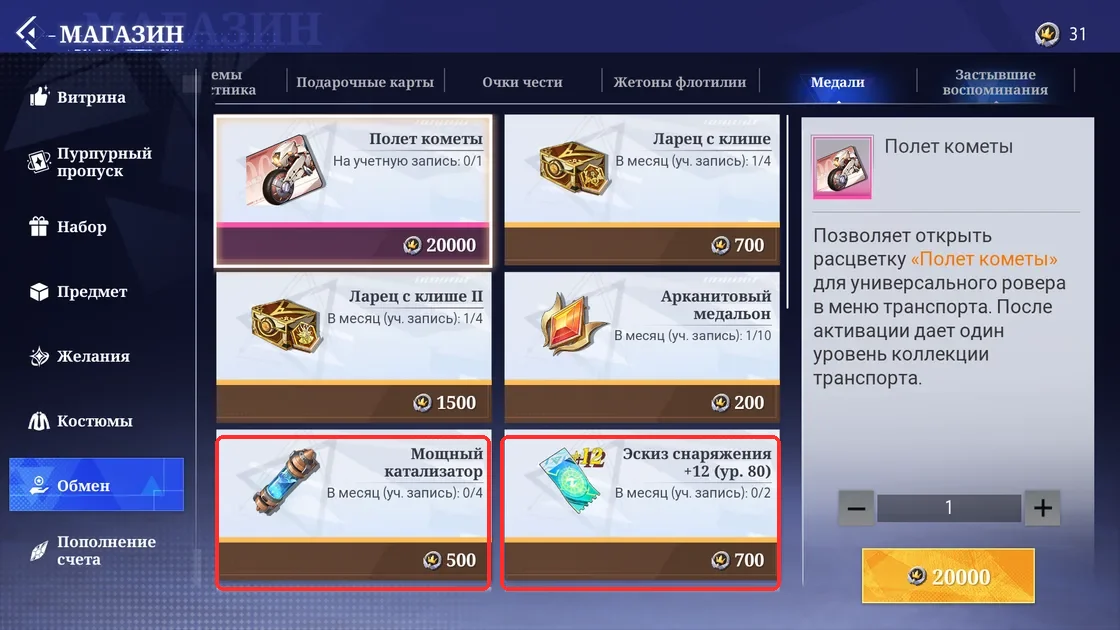 МАГАЗИН
31
Витрина
Пурпурный
пропуск
Набор
Предмет
Желания
Костюмы
Обмен
Пополнение
счета
емы
стника
Подарочные карты
Очки чести
Жетоны флотилии
Медали
Застывшие
воспоминания
Полет кометы
На учетную запись: 0/1
20000
Ларец с клише
В месяц (уч. запись): 1/4
700
Ларец с клише II
В месяц (уч. запись): 1/4
1500
Арканитовый
медальон
В месяц (уч. запись): 1/10
200
Мощный
катализатор
В месяц (уч. запись): 0/4
500
+12
Эскиз снаряжения
+12 (ур. 80)
В месяц (уч. запись): 0/2
700
Полет кометы
Позволяет открыть
расцветку «Полет кометы»
для универсального ровера
в меню транспорта. После
активации дает один
уровень коллекции
транспорта.
1
20000